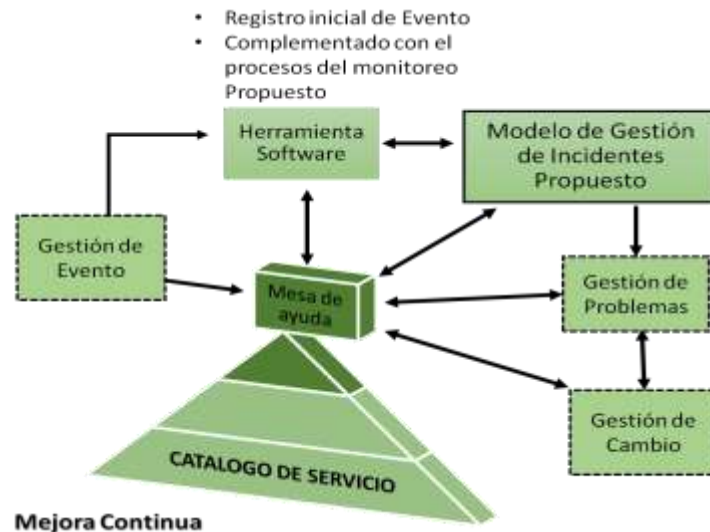 • Registro inicial de Evento
• Complementado con el
procesos del monitoreo
Propuesto
Herramienta
Software
Modelo de Gestión
de Incidentes
Propuesto
Gestión de
Evento
Mesa de
ayuda
Gestión de
Problemas
Gestión de
Cambio
CATALOGO DE SERVICIO
Mejora Continua